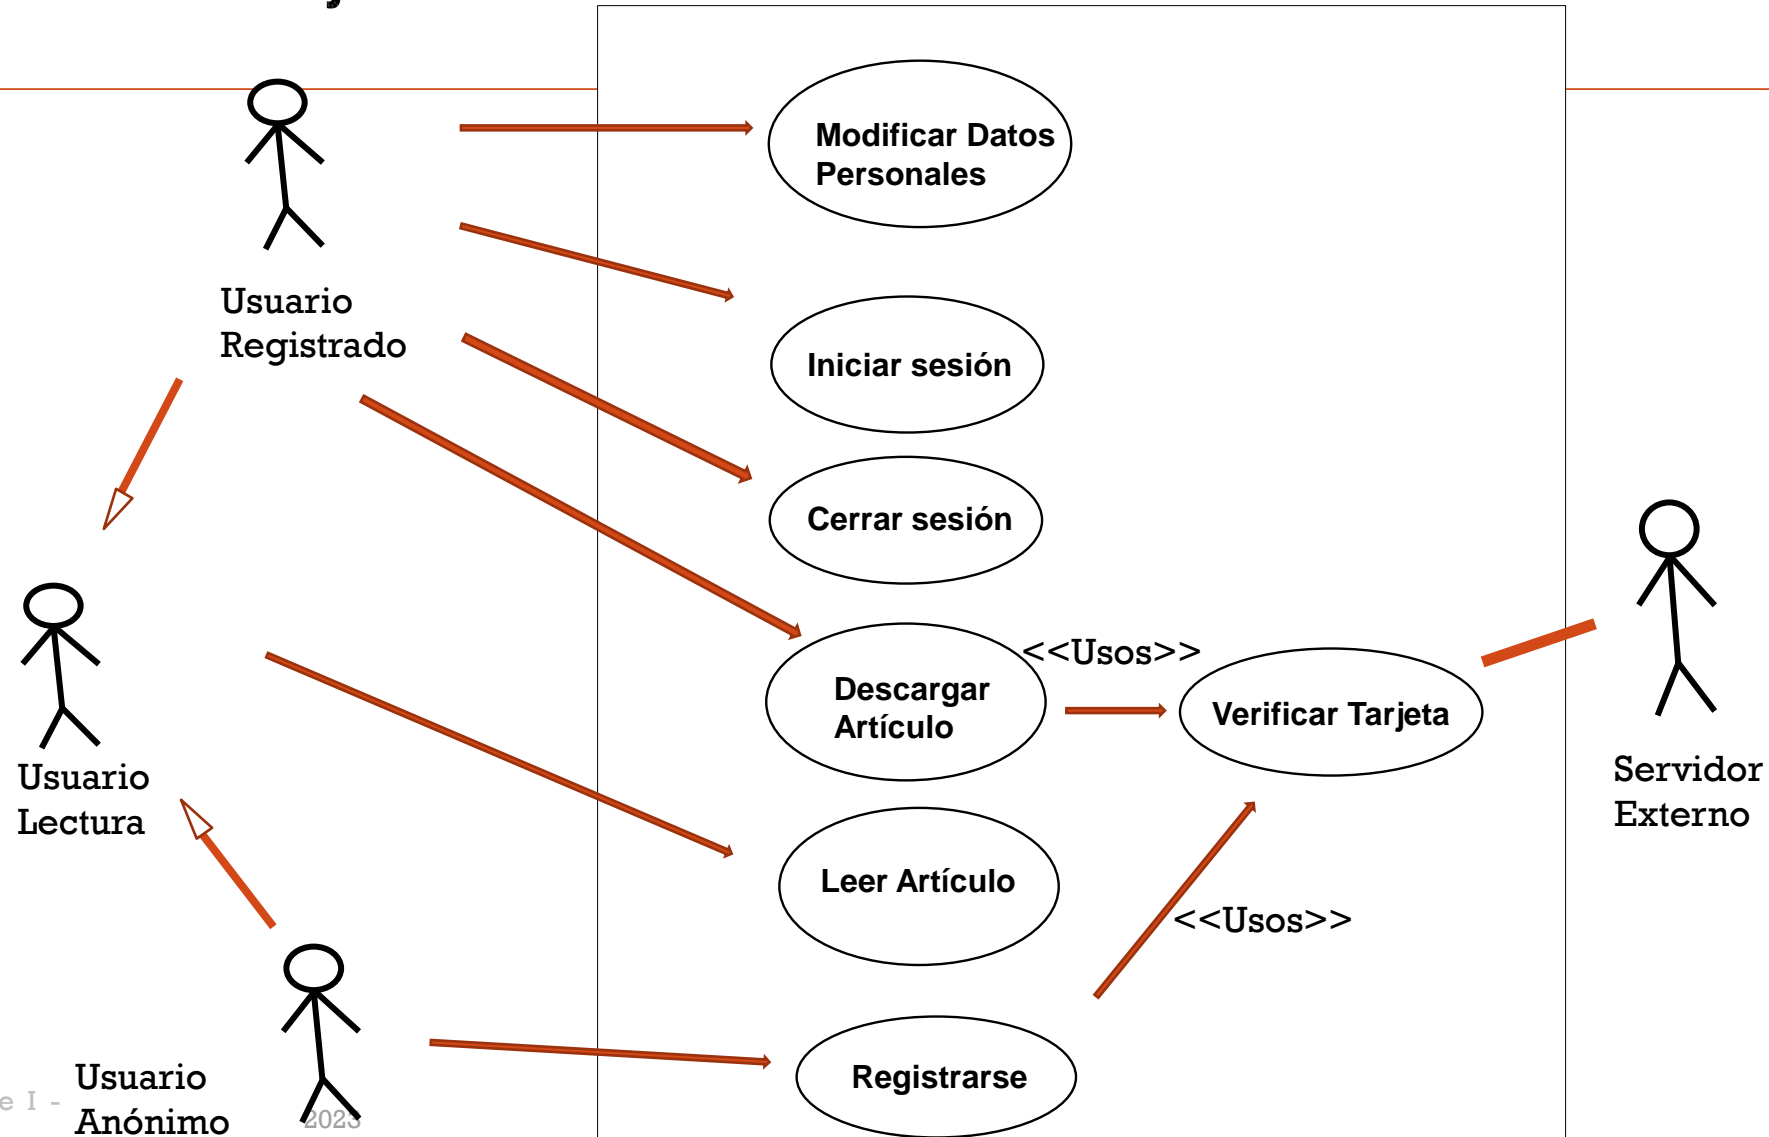 Modificar Datos
Personales
Usuario
Registrado
Iniciar sesión
Cerrar sesión
<<Usos>>
Descargar
Artículo
Verificar Tarjeta
Usuario
Lectura
Servidor
Externo
Leer Artículo
<<Usos>>
Registrarse
Usuario
Anónimo
e I -
2023